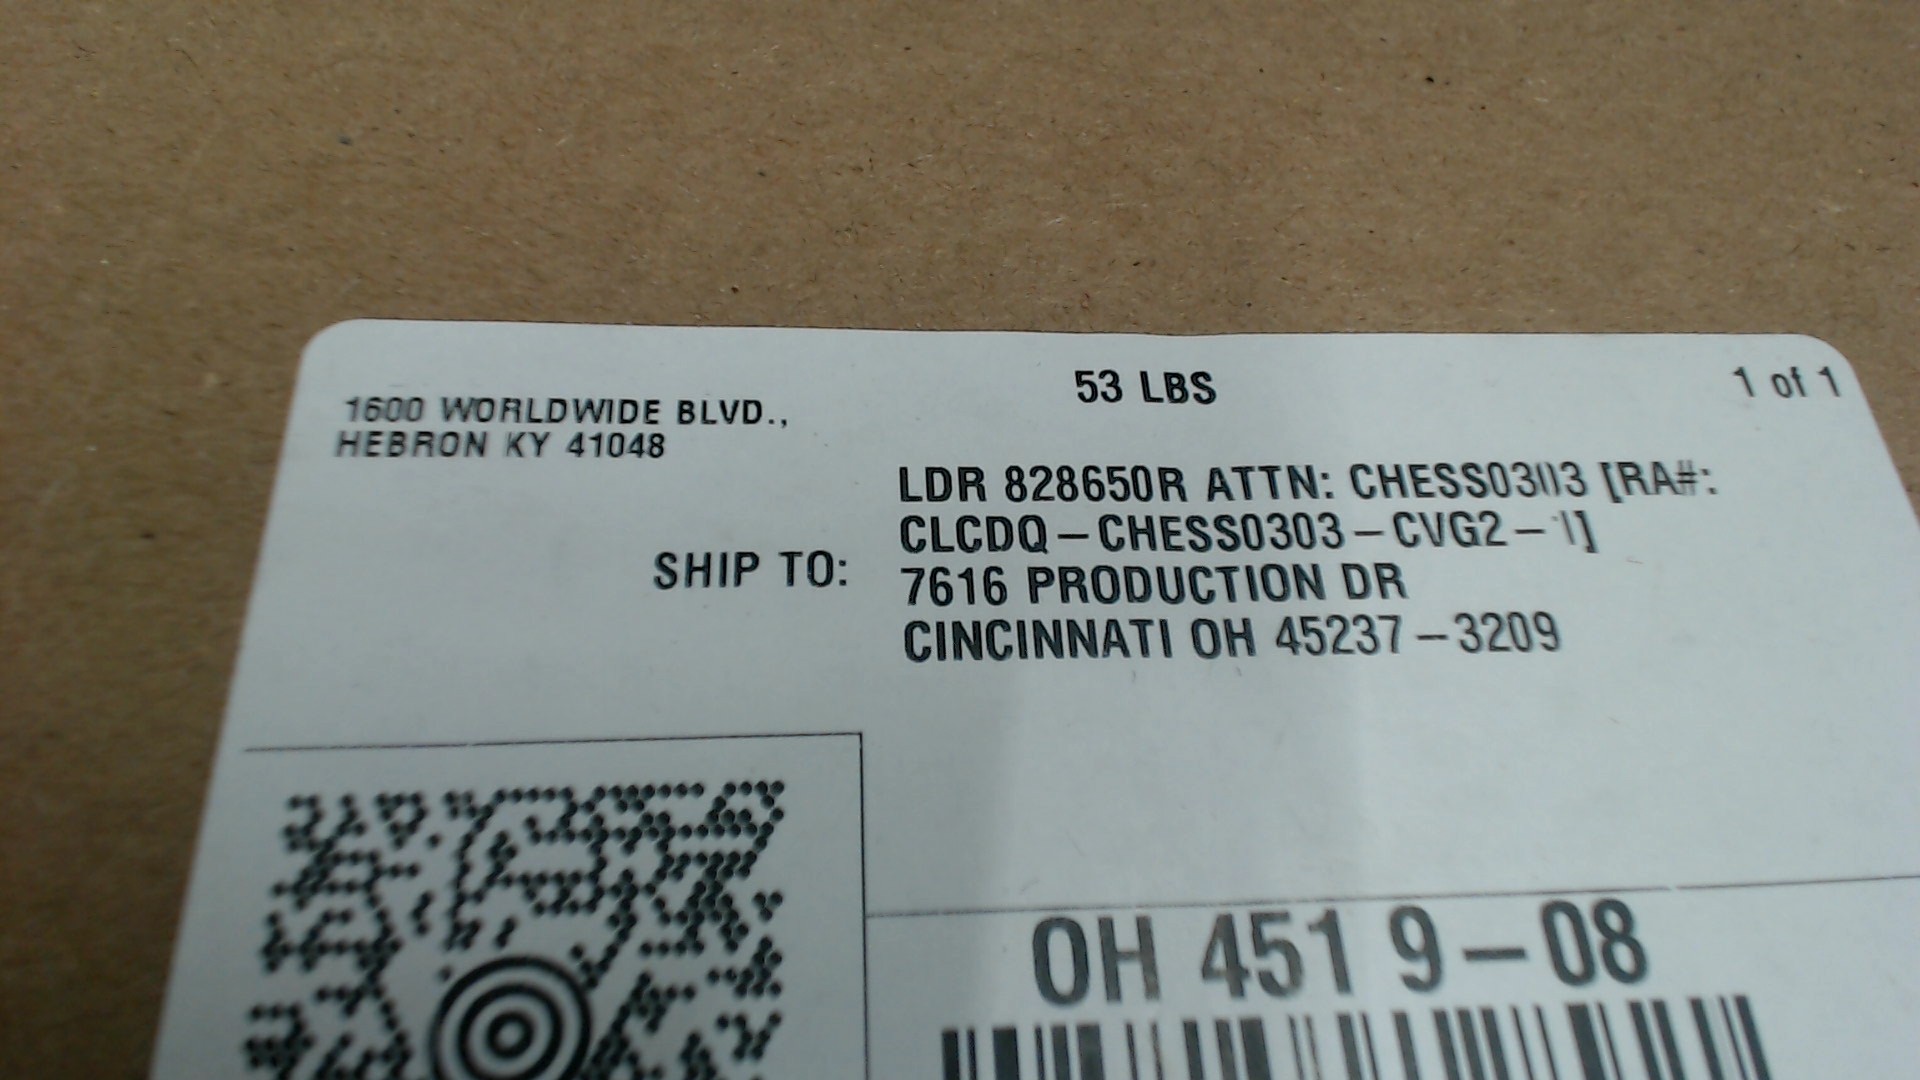 1600 WORLDWIDE BLVD.,
HEBRON KY 41048
53 LBS
1 of 1
SHIP TO:
LDR 828650R ATTN: CHESS0303 [RA#:
CLCDQ-CHESS0303-CVG2-1]
7616 PRODUCTION DR
CINCINNATI OH 45237-3209
OH 451 9-08